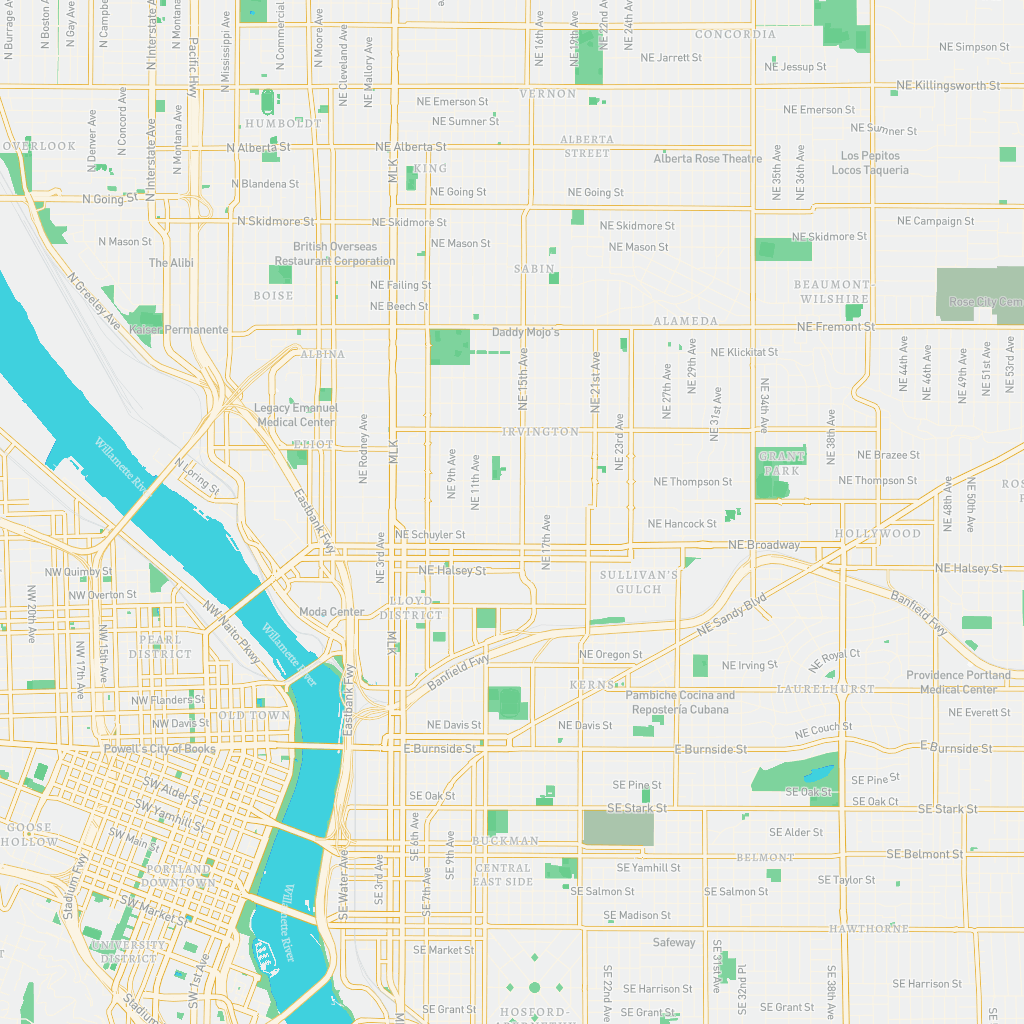 N Burrage Ave
N Boston Ave
N Gay Ave
N Interstate Ave
N Montana
Pacific Hwy
N Mississippi Ave
N Commercial
N Moore Ave
NE Cleveland Ave
NE Mallory Ave
NE 16th Ave
NE 19th Ave
NE 22nd Ave
NE 24th Ave
CONCORDIA
NE Simpson St
NE Jarrett St
NE Jessup St
NE Killingsworth St
VERNON
NE Emerson St
NE Emerson St
NE Sumner St
NE Sumner St
HUMBOLDT
N Denver Ave
N Concord Ave
N Interstate Ave
N Montana Ave
OVERLOOK
N Alberta St
NE Alberta St
ALBERTA
STREET
Alberta Rose Theatre
NE 35th Ave
NE 36th Ave
Los Pepitos
Locos Taqueria
MLK
KING
N Blandena St
NE Going St
NE Going St
N Going St
N Skidmore St
NE Skidmore St
NE Skidmore St
NE Campaign St
NE Skidmore St
N Mason St
NE Mason St
NE Mason St
British Overseas
Restaurant Corporation
The Alibi
SABIN
N Greeley Ave
BOISE
NE Failing St
NE Beech St
BEAUMONT-
WILSHIRE
Rose City Cem
Kaiser Permanente
Daddy Mojo's
ALAMEDA
NE Fremont St
ALBINA
NE Klickitat St
NE 15th Ave
NE 21st Ave
NE 27th Ave
NE 29th Ave
NE 31st Ave
NE 34th Ave
NE 38th Ave
NE 44th Ave
NE 46th Ave
NE 49th Ave
NE 51st Ave
NE 53rd Ave
Legacy Emanuel
Medical Center
NE Rodney Ave
ELIOT
MLK
IRVINGTON
NE 23rd Ave
Willamette River
N Loring St
Eastbank Fwy
NE 9th Ave
NE 11th Ave
GRANT
PARK
NE Brazee St
NE Thompson St
NE Thompson St
NE 48th Ave
NE 50th Ave
NE Hancock St
NE Schuyler St
NE 17th Ave
HOLLYWOOD
NE Broadway
NE 3rd Ave
NE Halsey St
NE Halsey St
SULLIVAN'S
GULCH
NW Quimby St
NW Overton St
NW 20th Ave
NW 15th Ave
NW 17th Ave
NW Naito Pkwy
Moda Center
LLOYD
DISTRICT
MLK
NE Sandy Blvd
Banfield Fwy
PEARL
DISTRICT
Willamette River
Banfield Fwy
NE Oregon St
NE Irving St
NE Royal Ct
Providence Portland
Medical Center
KERNS
LAURELHURST
NW Flanders St
OLD TOWN
NW Davis St
Eastbank Fwy
NE Davis St
NE Davis St
Pambiche Cocina and
Repostería Cubana
NE Everett St
NE Couch St
Powell's City of Books
E Burnside St
E Burnside St
E Burnside St
SW Alder St
SW Yamhill St
SW Main St
SE Oak St
SE Pine St
SE Stark St
SE Oak St
SE Pine St
SE Oak Ct
SE Stark St
GOOSE
HOLLOW
SE 6th Ave
SE 9th Ave
BUCKMAN
SE Alder St
SE Belmont St
BELMONT
PORTLAND
DOWNTOWN
Stadium Fwy
SE Water Ave
SE 3rd Ave
SE 7th Ave
CENTRAL
EAST SIDE
SE Yamhill St
SE Salmon St
SE Salmon St
SE Taylor St
SW Market St
Willamette River
SE Madison St
HAWTHORNE
UNIVERSITY
DISTRICT
SW 1st Ave
SE Market St
Safeway
SE 22nd Ave
SE 31st Ave
SE 32nd Pl
SE 38th Ave
SE Harrison St
SE Harrison St
SE Grant St
SE Grant St
SE Grant St
HOSFORD-